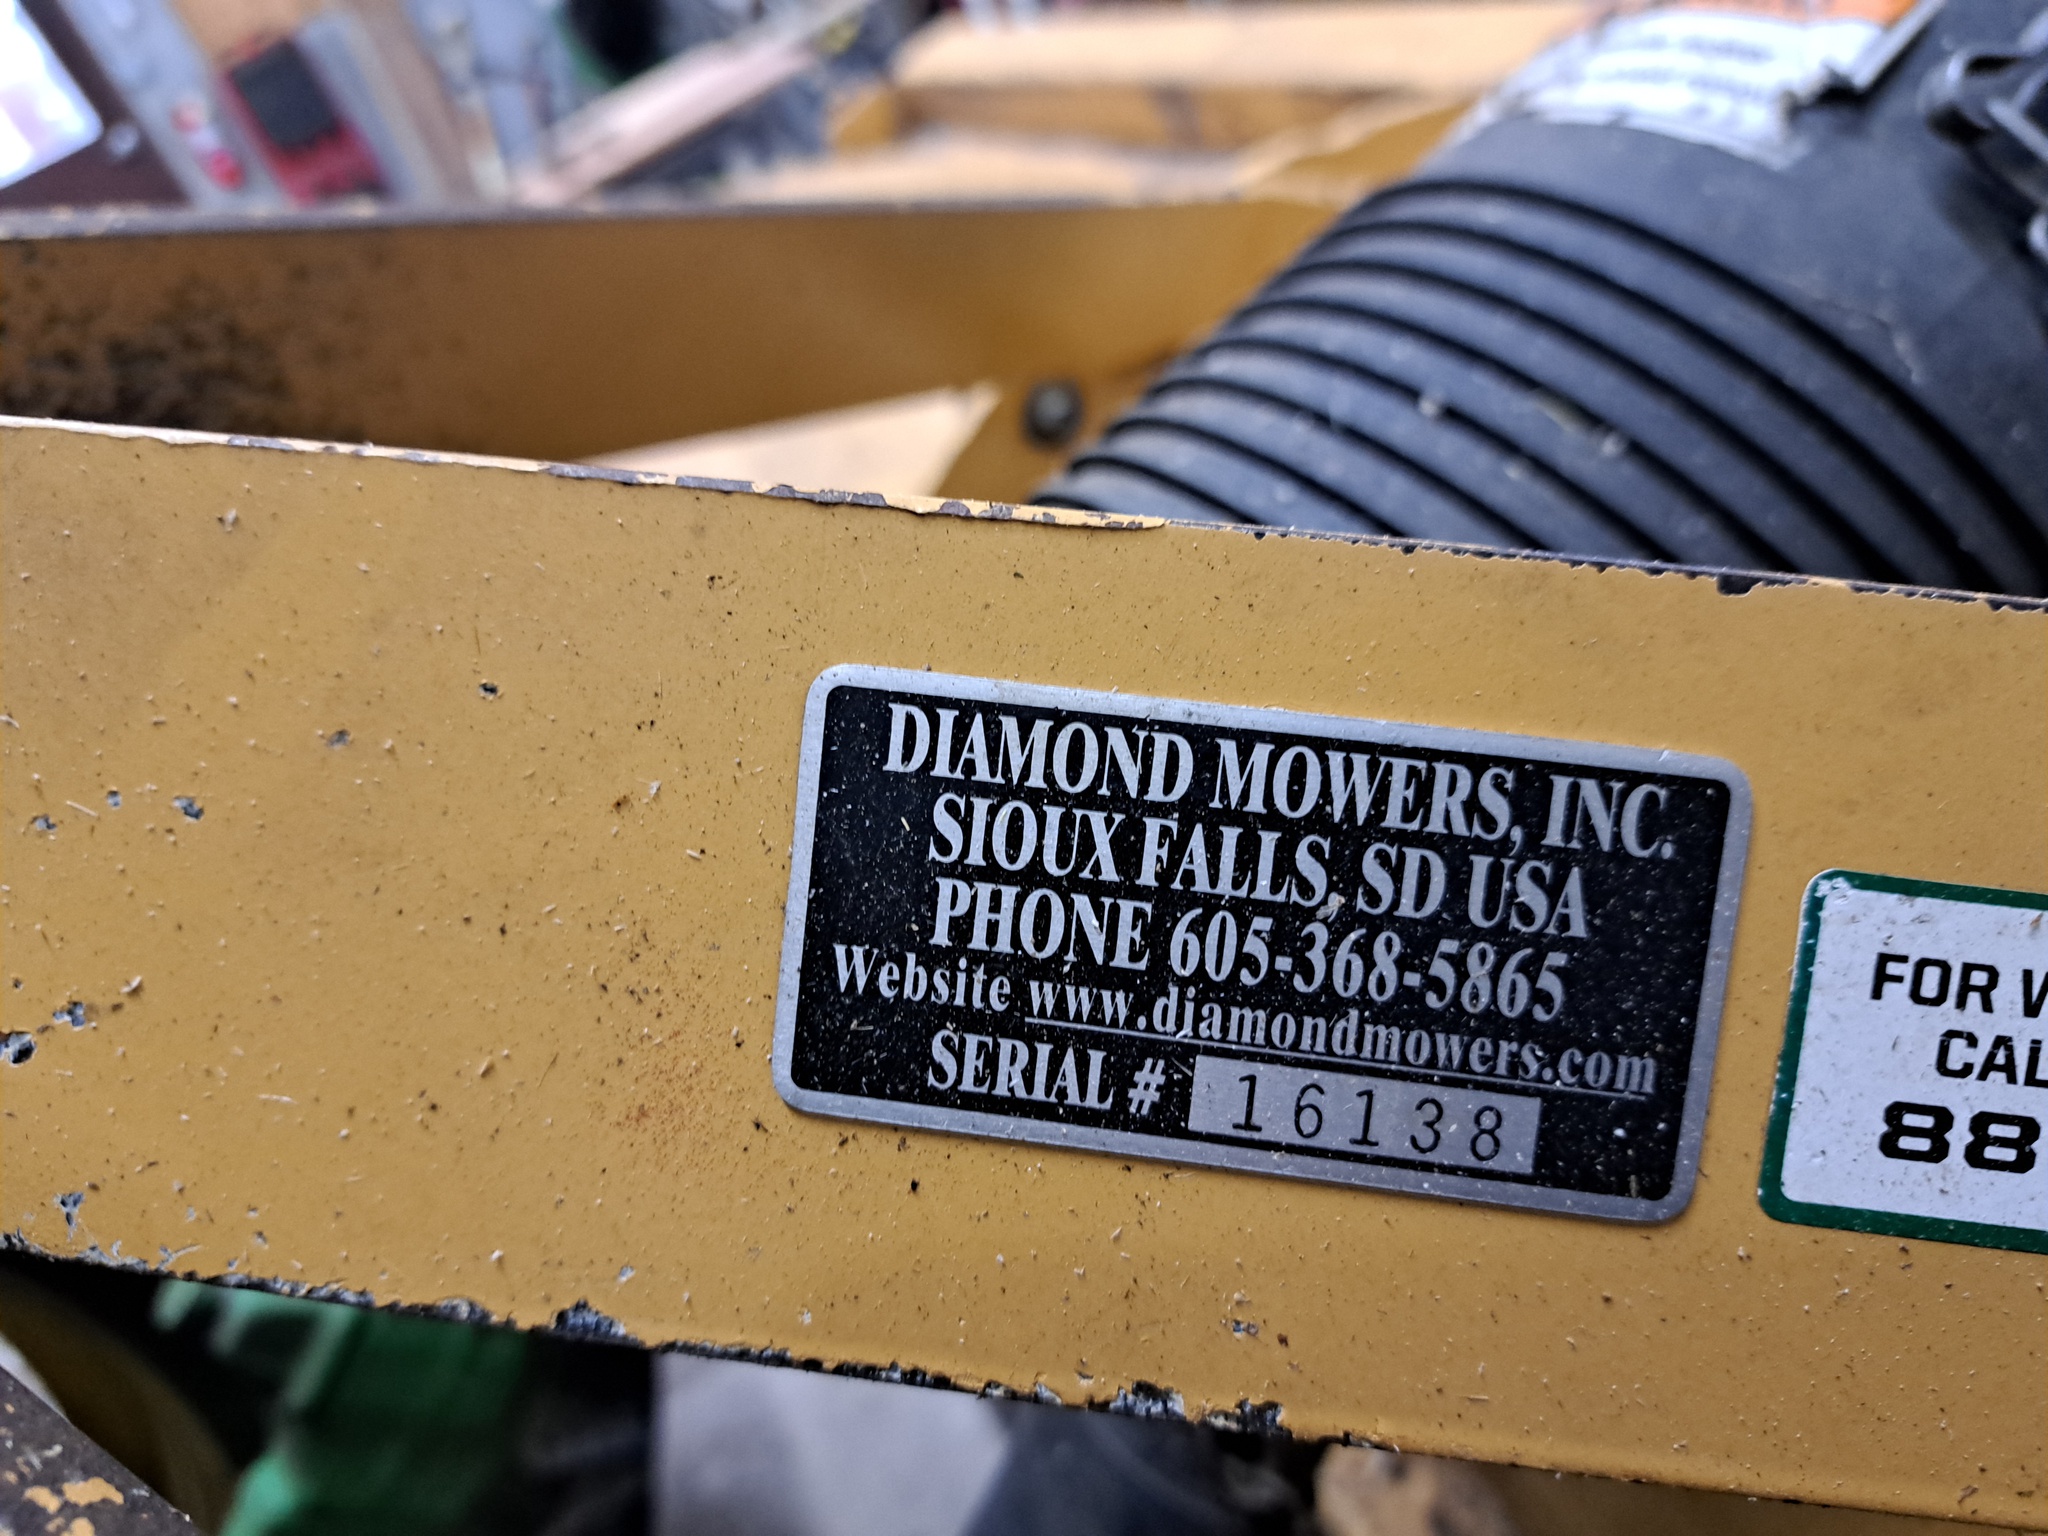 DIAMOND MOWERS, INC.
SIOUX FALLS, SD USA
PHONE 605-368-5865
Website www.diamondmowers.com
SERIAL # 16138
FOR
CAL
88